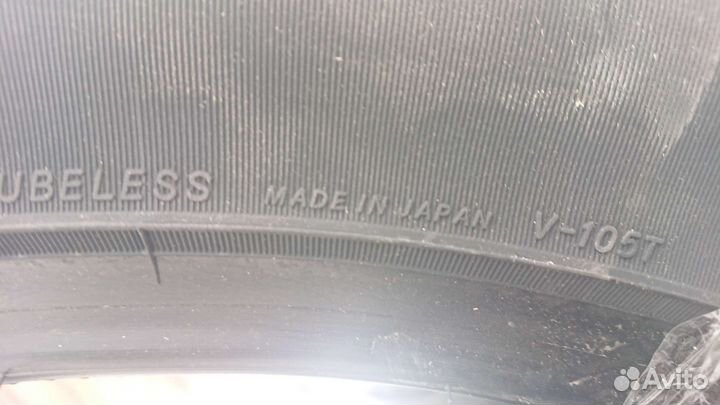 UBELESS MADE IN JAPAN V-105T
Avito